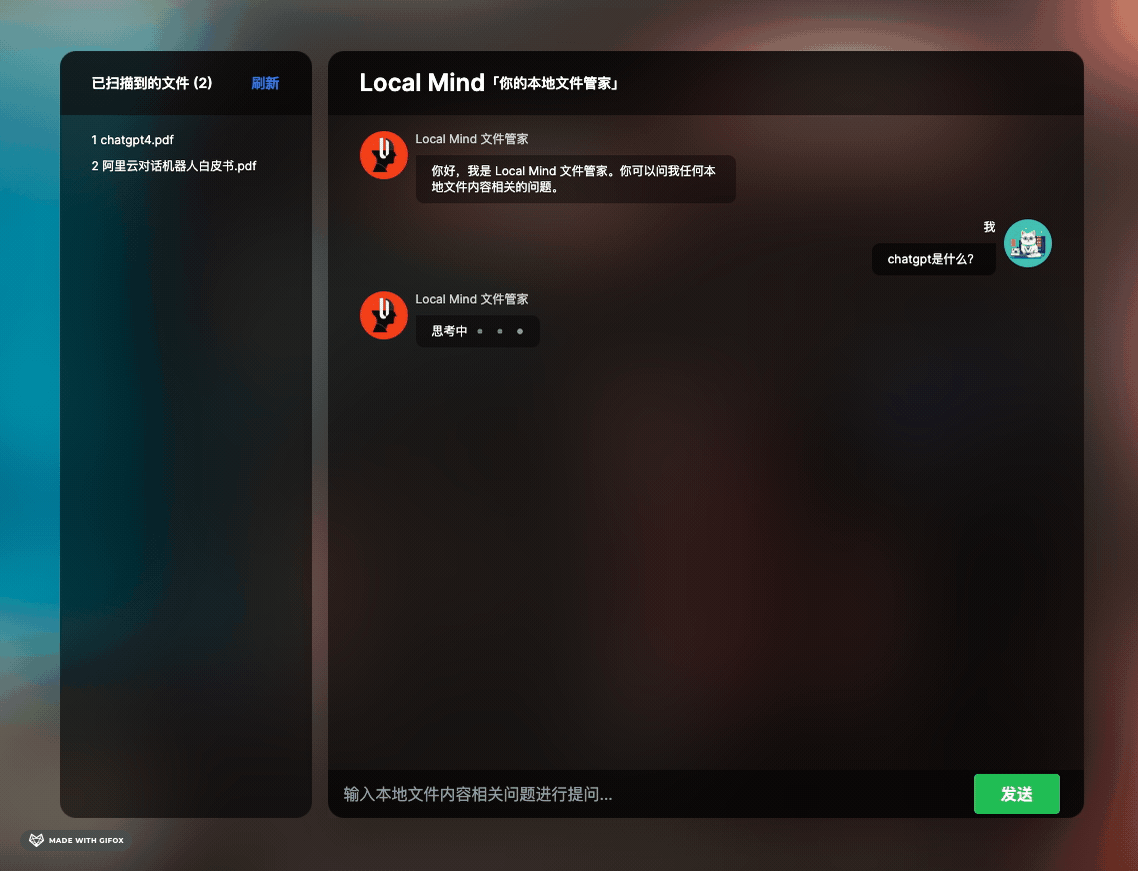 已扫描到的文件 (2) 刷新
1 chatgpt4.pdf
2 阿里云对话机器人白皮书.pdf
Local Mind「你的本地文件管家」
Local Mind 文件管家
你好，我是 Local Mind 文件管家。你可以问我任何本
地文件内容相关的问题。
我
chatgpt是什么?
Local Mind 文件管家
思考中
输入本地文件内容相关问题进行提问...
发送
MADE WITH GIFOX